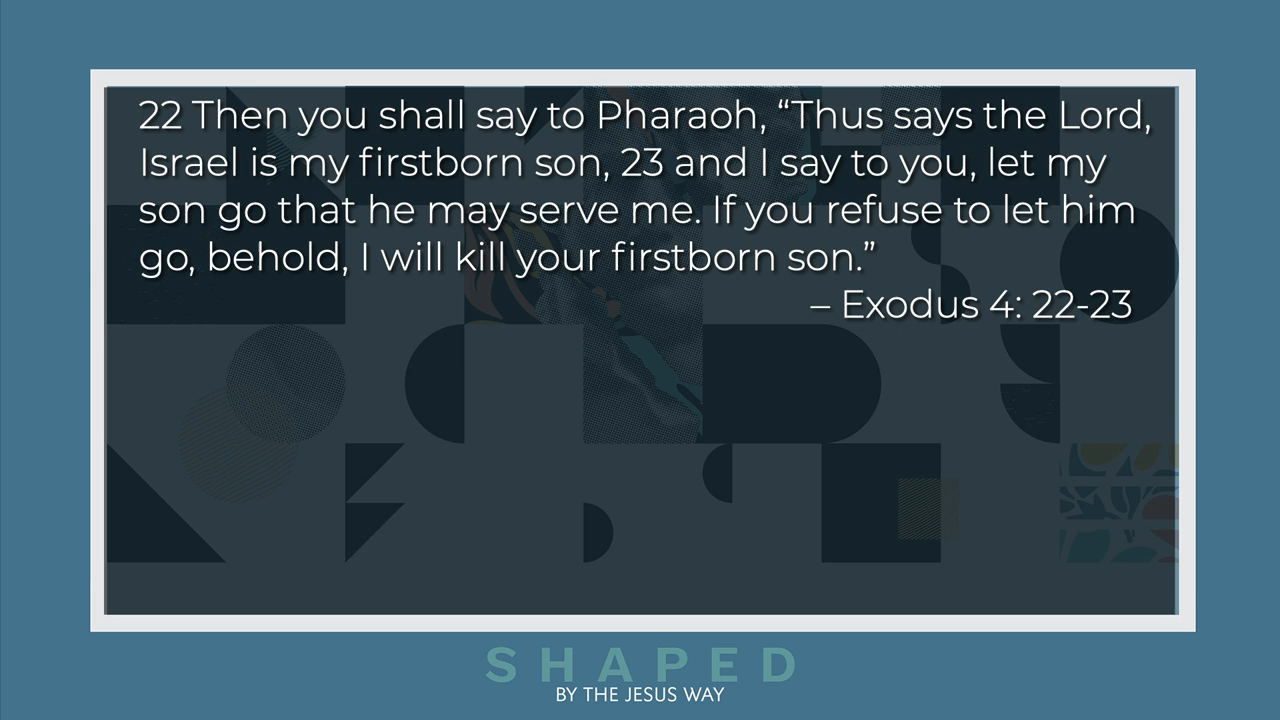 22 Then you shall say to Pharaoh, “Thus says the Lord,
Israel is my firstborn son, 23 and I say to you, let my
son go that he may serve me. If you refuse to let him
go, behold, I will kill your firstborn son.”
– Exodus 4: 22-23
SHAPED
BY THE JESUS WAY